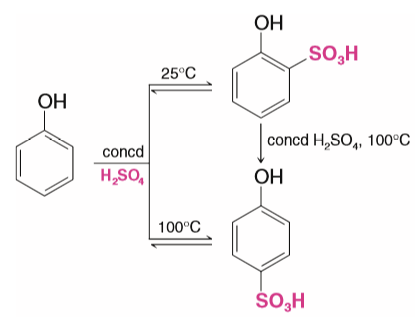 OH
SO₃H
25°C
OH
concd
H₂SO₄
concd H₂SO₄, 100°C
OH
100°C
SO₃H